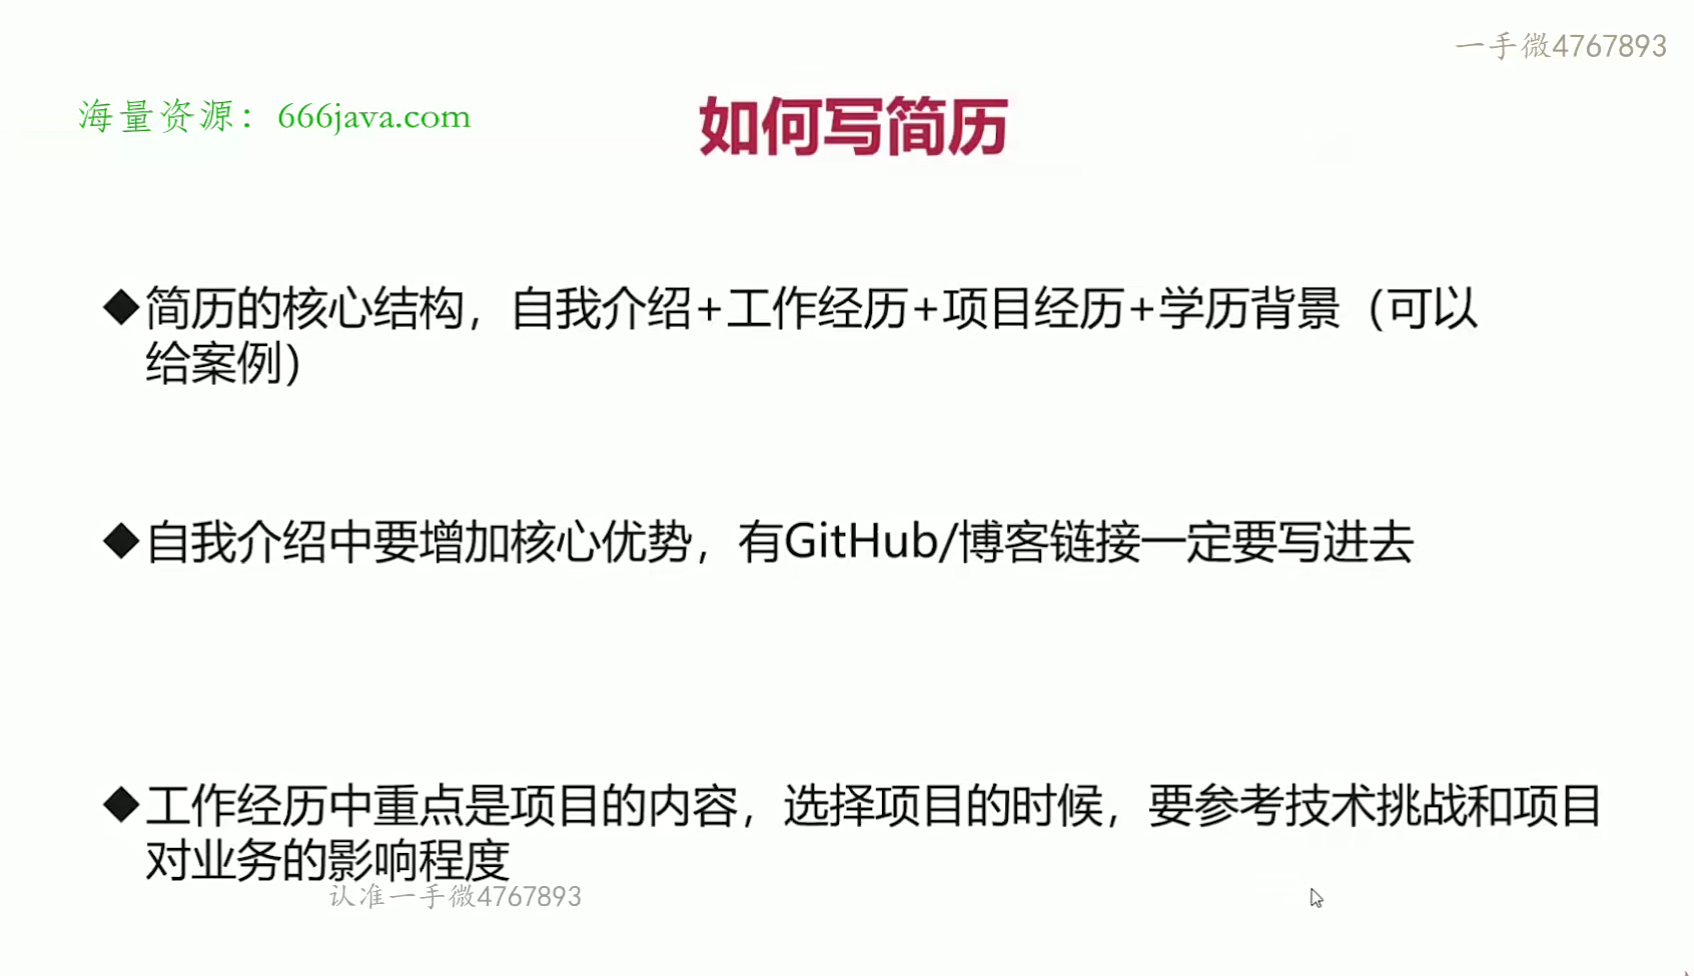 一手微4767893
海量资源：666java.com
如何写简历
◆简历的核心结构，自我介绍+工作经历+项目经历+学历背景（可以
给案例）
◆自我介绍中要增加核心优势，有GitHub/博客链接一定要写进去
◆工作经历中重点是项目的内容，选择项目的时候，要参考技术挑战和项目
对业务的影响程度
认准一手微4767893